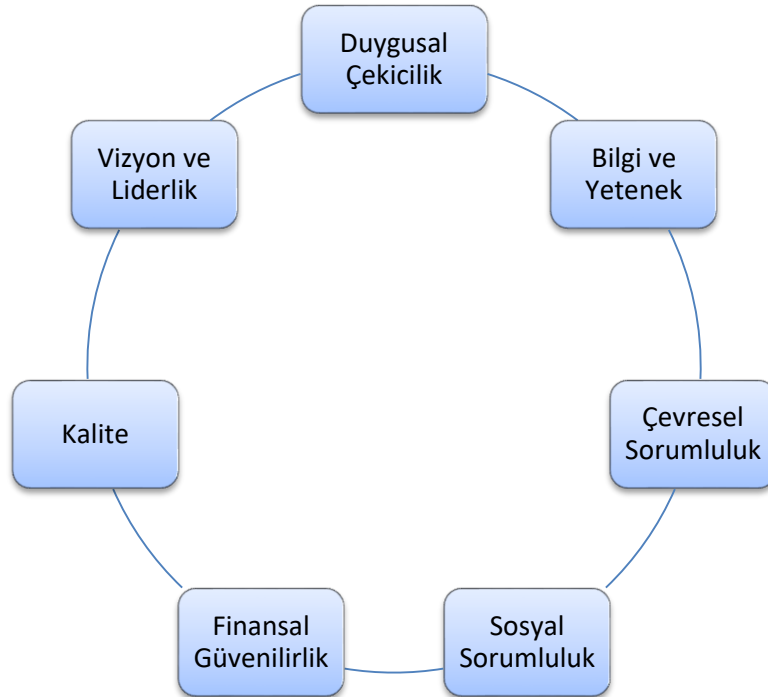 Duygusal
Çekicilik
Bilgi ve
Yetenek
Çevresel
Sorumluluk
Sosyal
Sorumluluk
Finansal
Güvenilirlik
Kalite
Vizyon ve
Liderlik